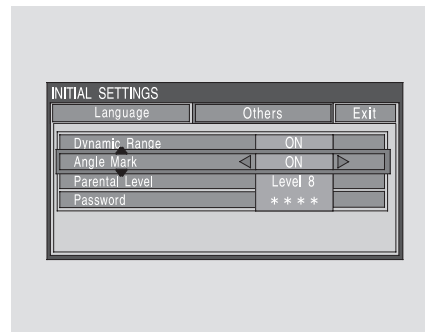 INITIAL SETTINGS
Language Others Exit
Dynamic Range ON
Angle Mark ON
Parental Level Level 8
Password ****